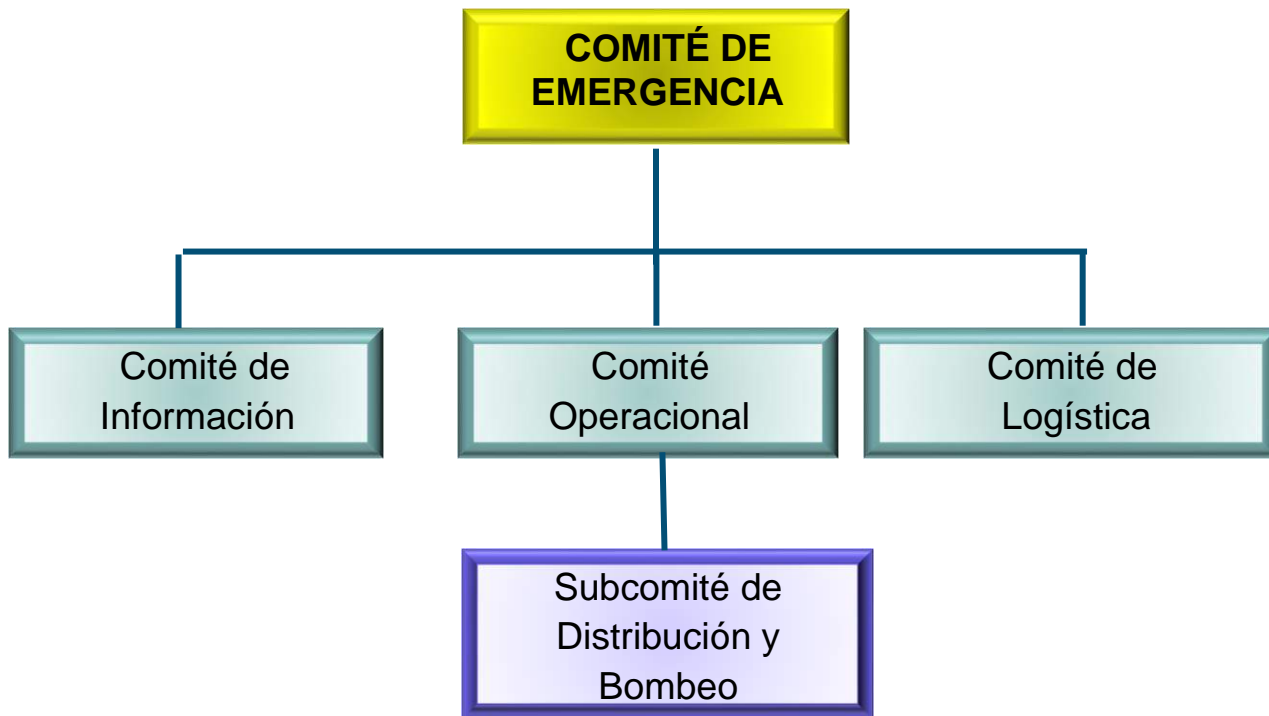 COMITÉ DE
EMERGENCIA
Comité de
Información
Comité
Operacional
Comité de
Logística
Subcomité de
Distribución y
Bombeo